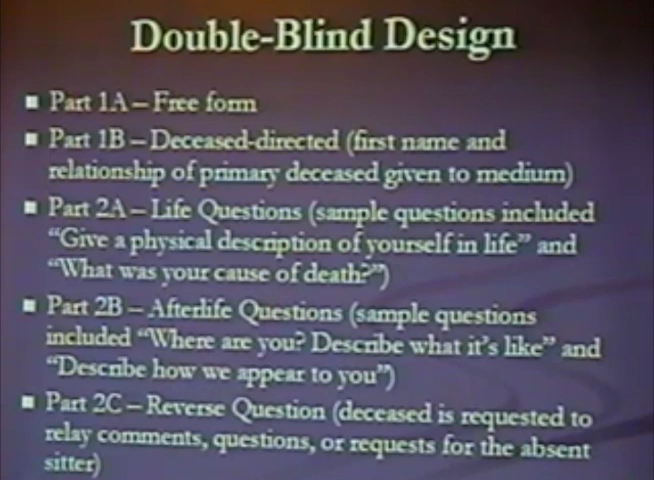 Double-Blind Design
■ Part 1A – Free form
■ Part 1B – Deceased-directed (first name and
relationship of primary deceased given to medium)
■ Part 2A – Life Questions (sample questions included
“Give a physical description of yourself in life” and
“What was your cause of death?”)
■ Part 2B – Afterlife Questions (sample questions
included “Where are you? Describe what it’s like” and
“Describe how we appear to you”)
■ Part 2C – Reverse Question (deceased is requested to
relay comments, questions, or requests for the absent
sitter)